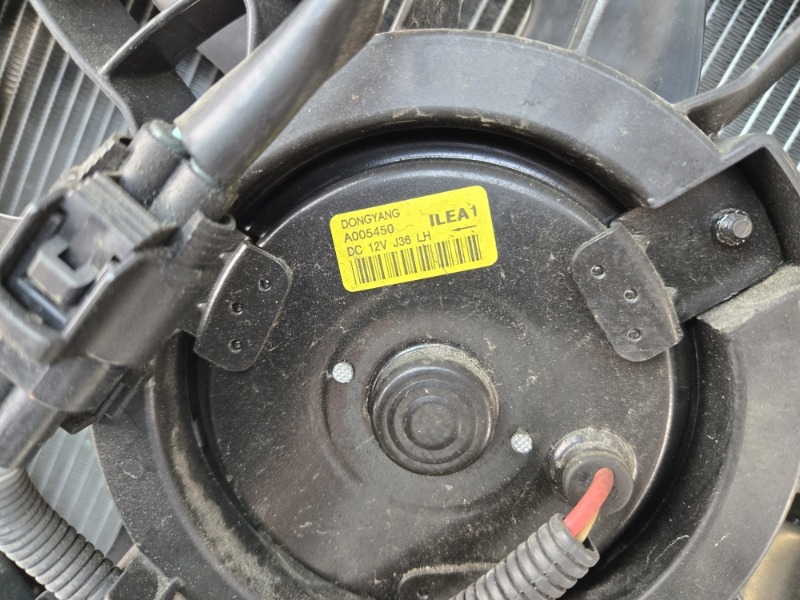 DONGYANG
A005450 ILEA1
DC 12V J36 LH